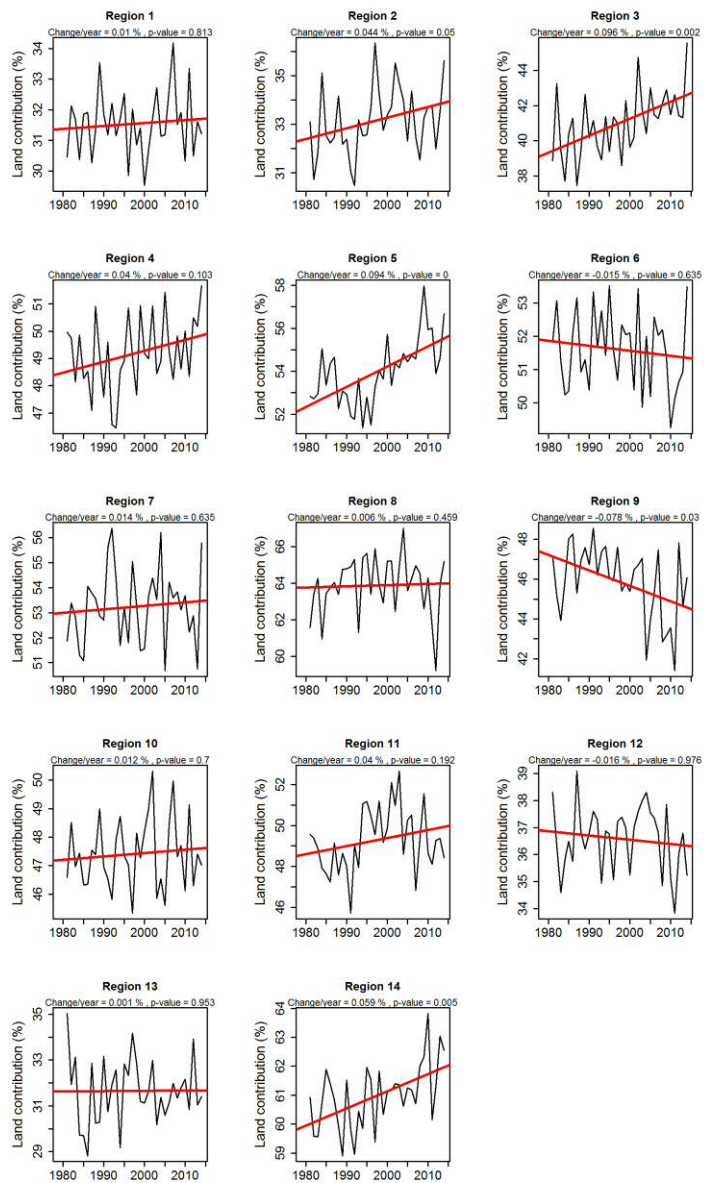 Region 1
Change/year = 0.01 % , p-value = 0.813
Land contribution (%)
34
33
32
31
30
1980 1990 2000 2010
Region 2
Change/year = 0.044 % , p-value = 0.05
Land contribution (%)
35
33
31
1980 1990 2000 2010
Region 3
Change/year = 0.096 % , p-value = 0.002
Land contribution (%)
44
42
40
38
1980 1990 2000 2010
Region 4
Change/year = 0.04 % , p-value = 0.103
Land contribution (%)
51
50
49
48
47
1980 1990 2000 2010
Region 5
Change/year = 0.094 % , p-value = 0
Land contribution (%)
58
56
54
52
1980 1990 2000 2010
Region 6
Change/year = -0.015 % , p-value = 0.635
Land contribution (%)
53
52
51
50
1980 1990 2000 2010
Region 7
Change/year = 0.014 % , p-value = 0.635
Land contribution (%)
56
55
54
53
52
51
1980 1990 2000 2010
Region 8
Change/year = 0.006 % , p-value = 0.459
Land contribution (%)
66
64
62
60
1980 1990 2000 2010
Region 9
Change/year = -0.078 % , p-value = 0.03
Land contribution (%)
48
46
44
42
1980 1990 2000 2010
Region 10
Change/year = 0.012 % , p-value = 0.7
Land contribution (%)
50
49
48
47
46
1980 1990 2000 2010
Region 11
Change/year = 0.04 % , p-value = 0.192
Land contribution (%)
52
50
48
46
1980 1990 2000 2010
Region 12
Change/year = -0.016 % , p-value = 0.976
Land contribution (%)
39
38
37
36
35
34
1980 1990 2000 2010
Region 13
Change/year = 0.001 % , p-value = 0.953
Land contribution (%)
35
33
31
29
1980 1990 2000 2010
Region 14
Change/year = 0.059 % , p-value = 0.005
Land contribution (%)
64
62
60
59
1980 1990 2000 2010